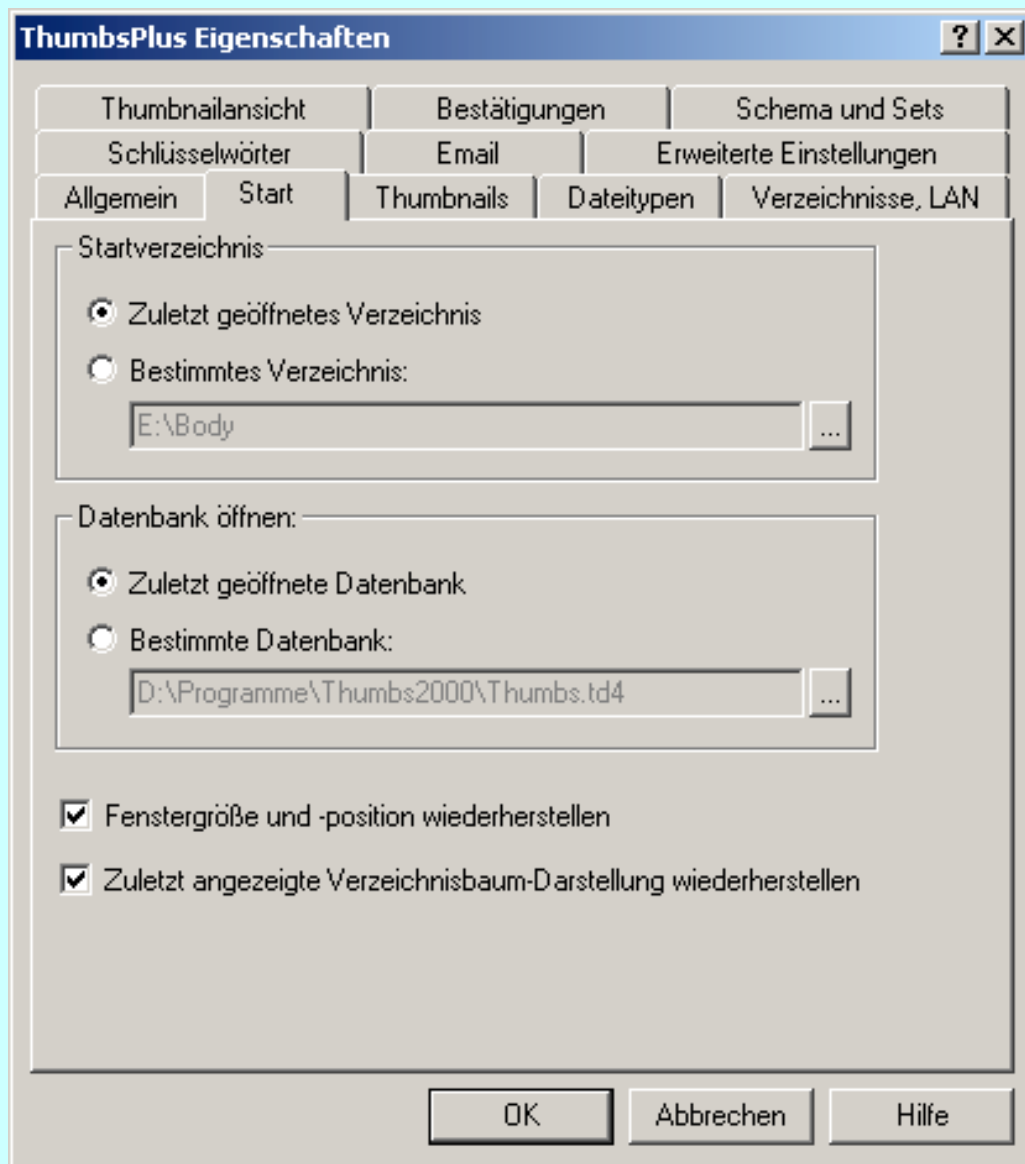 ThumbsPlus Eigenschaften
Thumbnailansicht Bestätigungen Schema und Sets
Schlüsselwörter Email Erweiterte Einstellungen
Allgemein Start Thumbnails Dateitypen Verzeichnisse, LAN
Startverzeichnis
Zuletzt geöffnetes Verzeichnis
Bestimmtes Verzeichnis:
E:\Body ...
Datenbank öffnen:
Zuletzt geöffnete Datenbank
Bestimmte Datenbank:
D:\Programme\Thumbs2000\Thumbs.td4 ...
Fenstergröße und -position wiederherstellen
Zuletzt angezeigte Verzeichnisbaum-Darstellung wiederherstellen
OK Abbrechen Hilfe